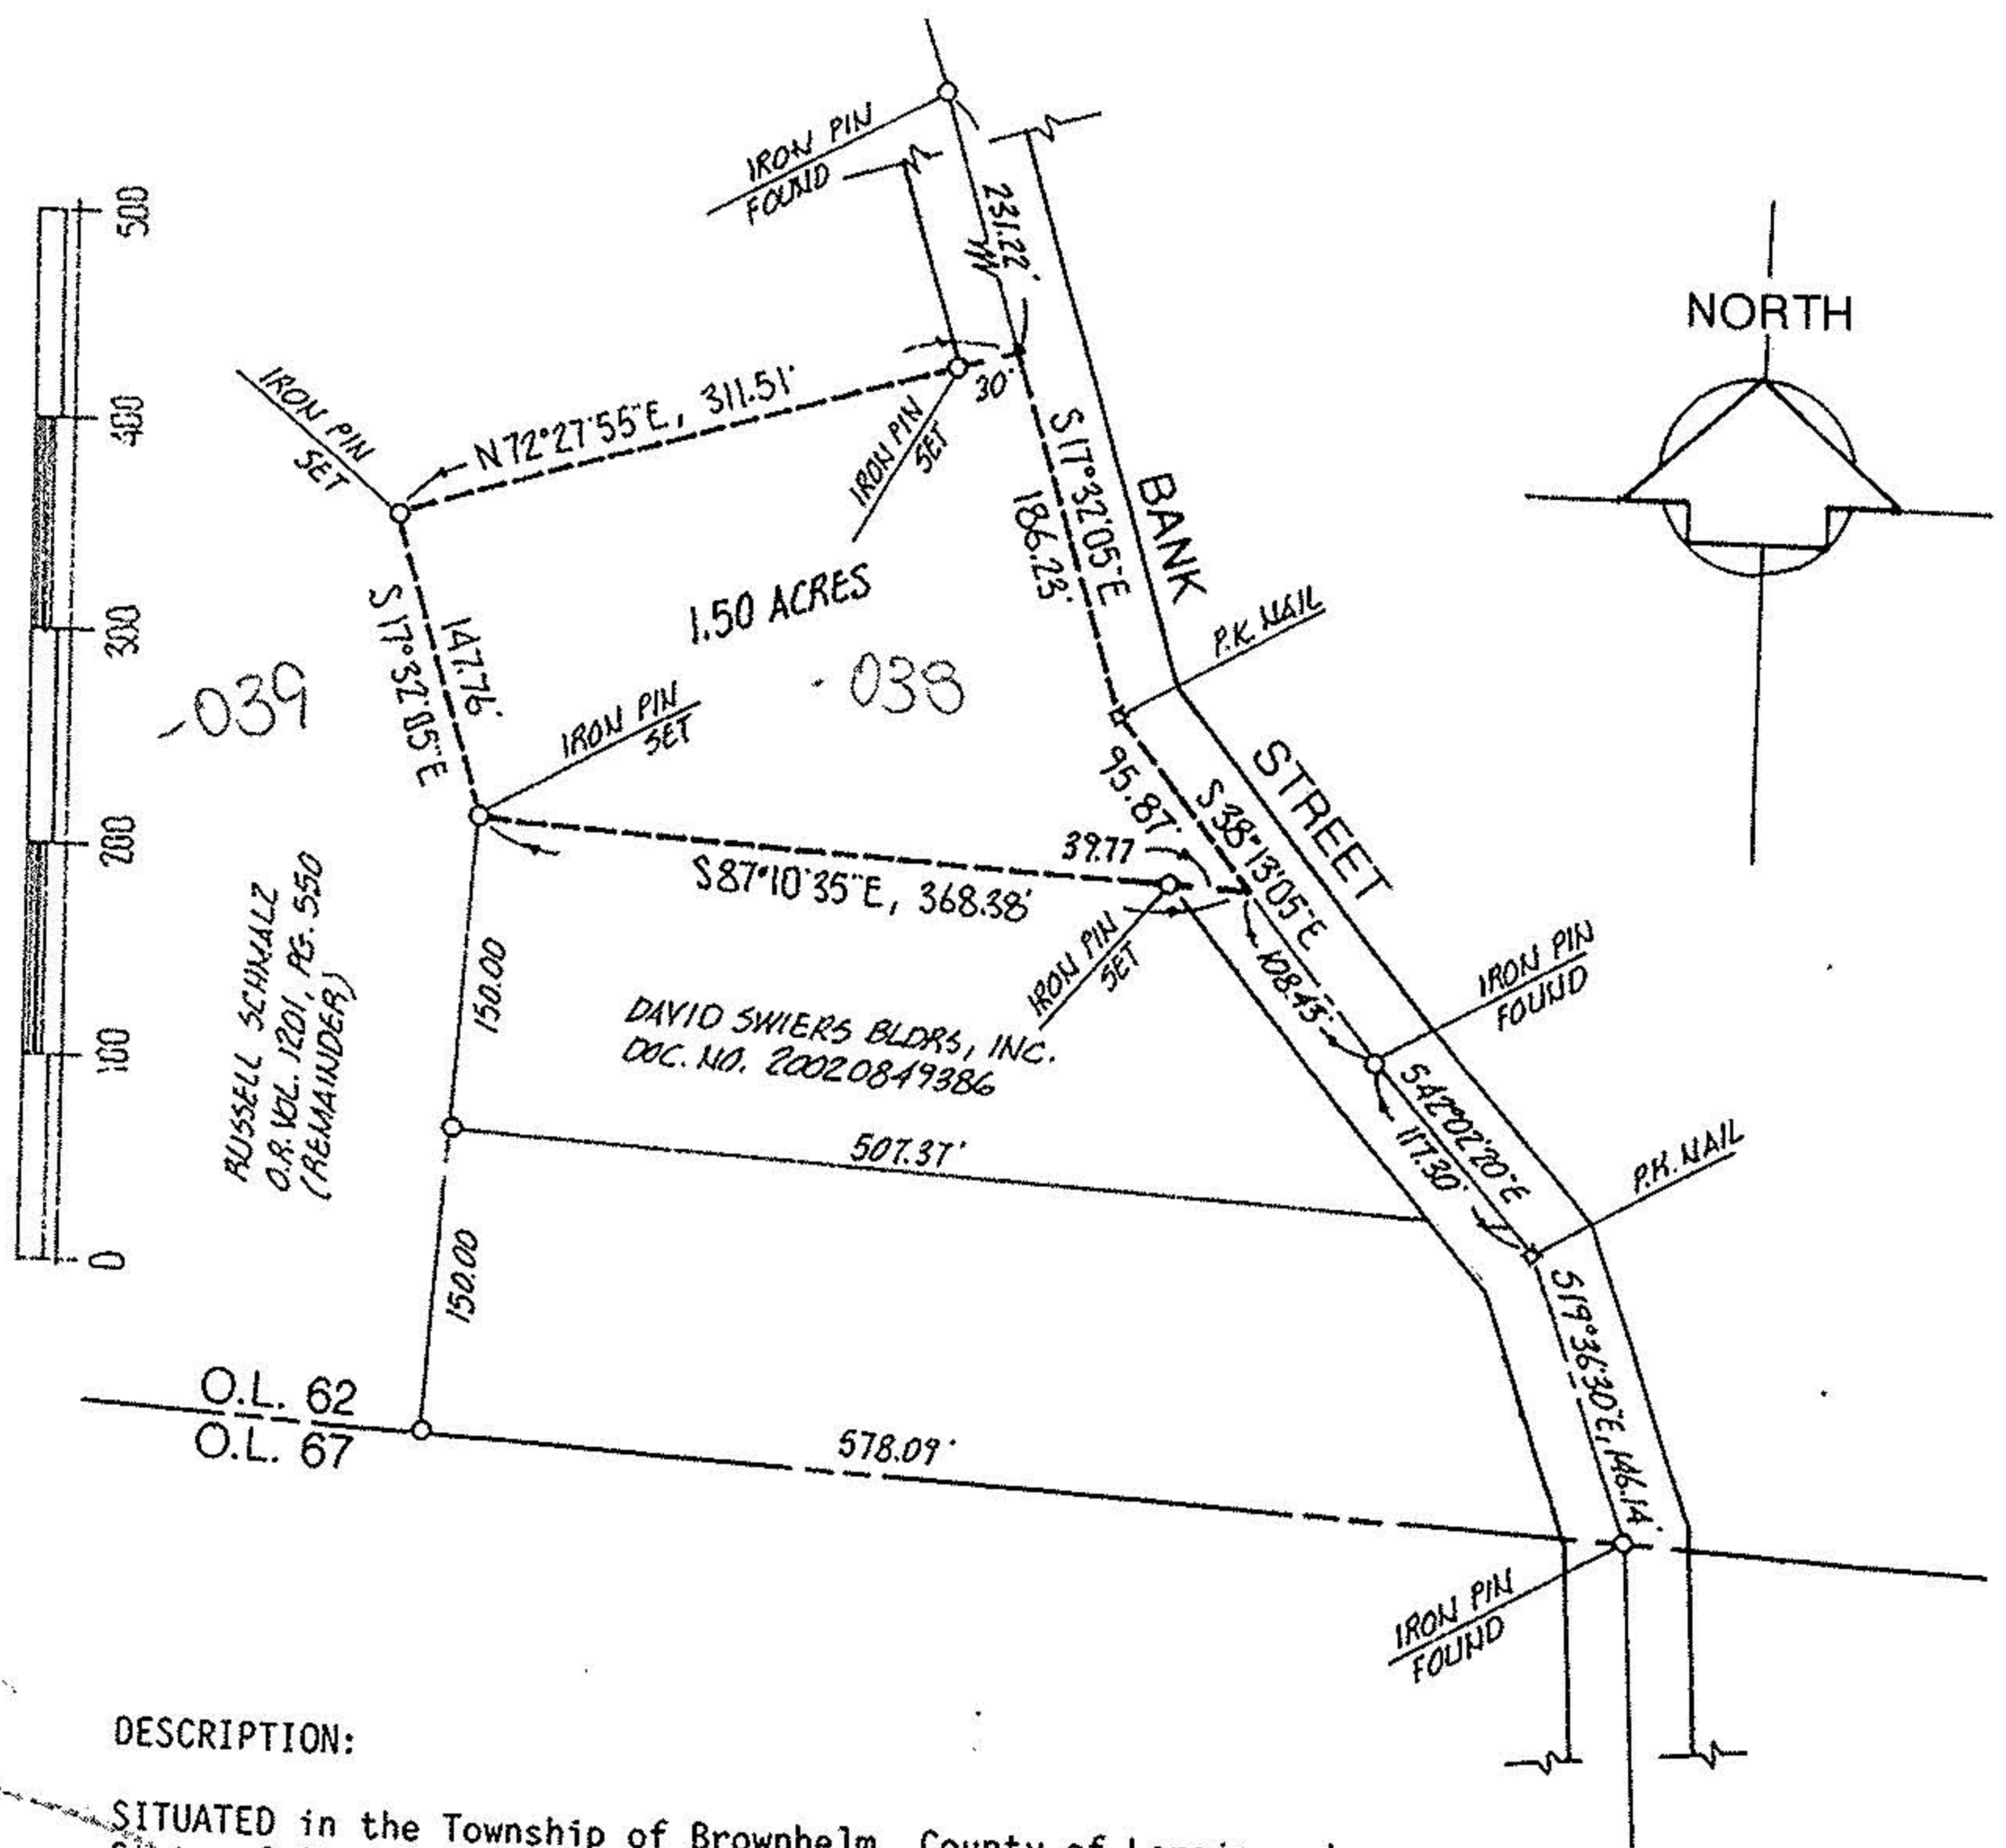 IRON PIN
FOUND
231.22'
NORTH
500
400
300
200
100
0
IRON PIN
SET
N72°27'55"E, 311.51'
30'
IRON PIN
SET
S17°32'05"E
186.23'
BANK
STREET
P.K. NAIL
1.50 ACRES
-038
-039
147.76'
S17°32'05"E
IRON PIN
SET
95.87'
S38°13'05"E
39.77
S87°10'35"E, 368.38'
IRON PIN
SET
108.43'
IRON PIN
FOUND
RUSSELL SCHMALZ
O.R. VOL. 1201, PG. 550
(REMAINDER)
150.00
DAVID SWIERS BLDRS, INC.
DOC. NO. 20020849386
S42°02'20"E
117.30'
P.K. NAIL
507.37'
150.00
S19°36'30"E, 146.14'
O.L. 62
O.L. 67
578.09'
IRON PIN
FOUND
DESCRIPTION:
SITUATED in the Township of Brownhelm, County of